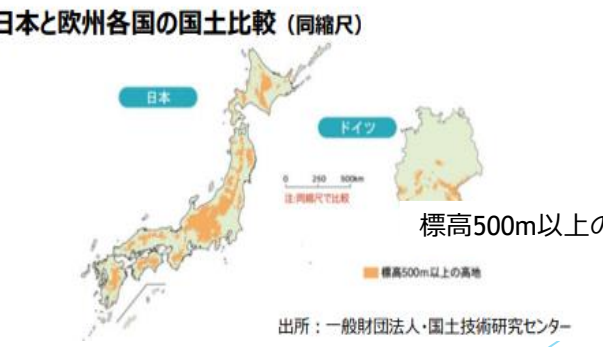 日本と欧州各国の国土比較（同縮尺）
日本
ドイツ
0 250 500km
注:同縮尺で比較
標高500m以上の
標高500m以上の高地
出所：一般財団法人･国土技術研究センター